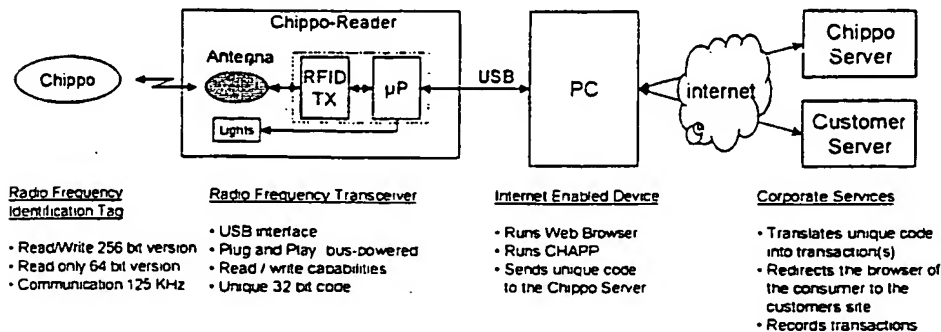 Chippo-Reader
Chippo
Antenna
RFID
TX
µP
Lights
USB
PC
internet
Chippo
Server
Customer
Server
Radio Frequency
Identification Tag
• Read/Write 256 bit version
• Read only 64 bit version
• Communication 125 KHz
Radio Frequency Transceiver
• USB interface
• Plug and Play bus-powered
• Read / write capabilities
• Unique 32 bit code
Internet Enabled Device
• Runs Web Browser
• Runs CHAPP
• Sends unique code
to the Chippo Server
Corporate Services
• Translates unique code
into transaction(s)
• Redirects the browser of
the consumer to the
customers site
• Records transactions